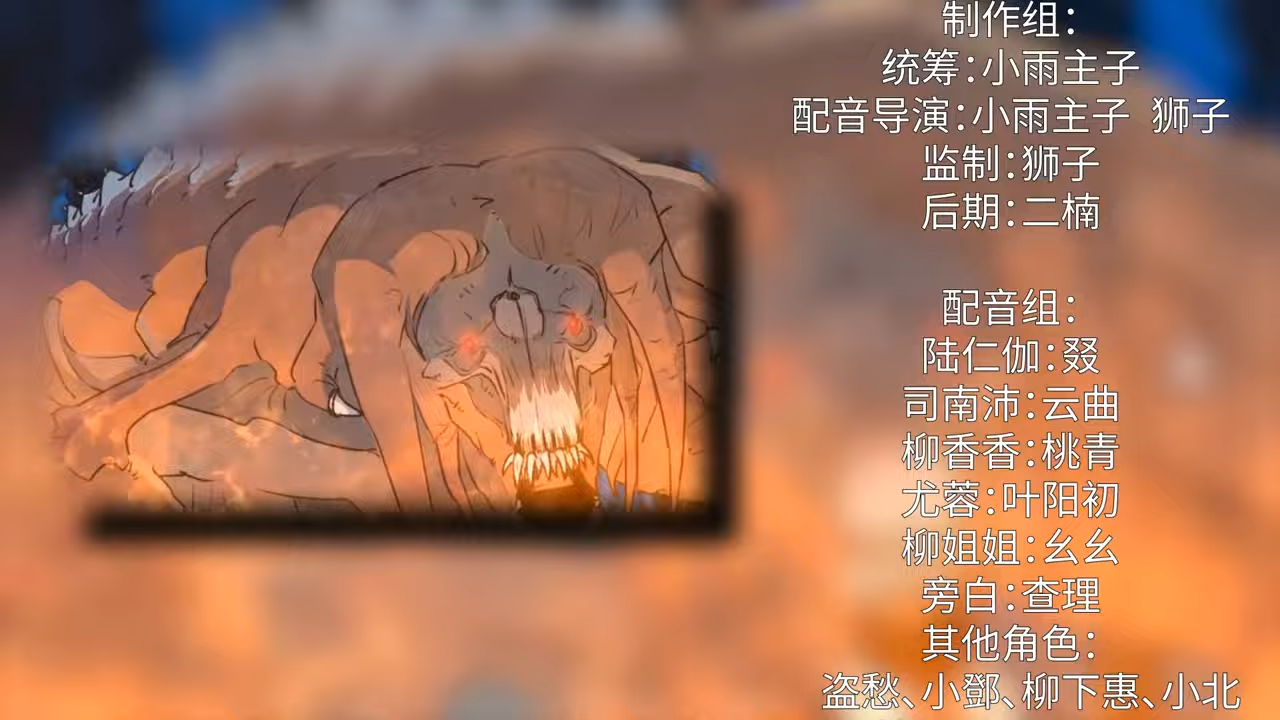 制作组：
统筹：小雨主子
配音导演：小雨主子 狮子
监制：狮子
后期：二楠
配音组：
陆仁伽：叕
司南沛：云曲
柳香香：桃青
尤蓉：叶阳初
柳姐姐：幺幺
旁白：查理
其他角色：
盗愁、小鄧、柳下惠、小北